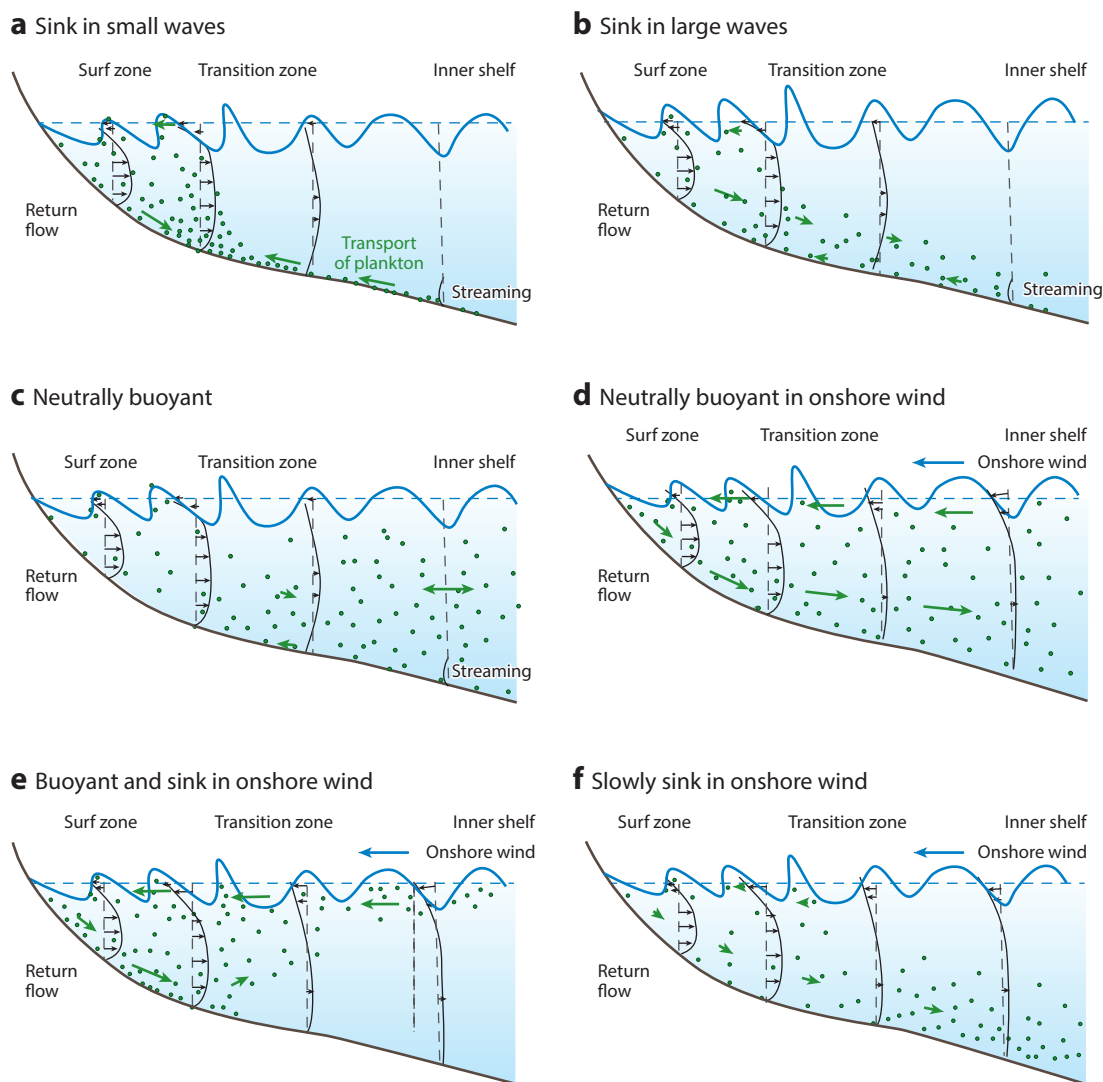 a Sink in small waves
Surf zone
Transition zone
Inner shelf
Return
flow
Transport
of plankton
Streaming
b Sink in large waves
Surf zone
Transition zone
Inner shelf
Return
flow
Streaming
c Neutrally buoyant
Surf zone
Transition zone
Inner shelf
Return
flow
Streaming
d Neutrally buoyant in onshore wind
Surf zone
Transition zone
Inner shelf
Onshore wind
Return
flow
e Buoyant and sink in onshore wind
Surf zone
Transition zone
Inner shelf
Onshore wind
Return
flow
f Slowly sink in onshore wind
Surf zone
Transition zone
Inner shelf
Onshore wind
Return
flow